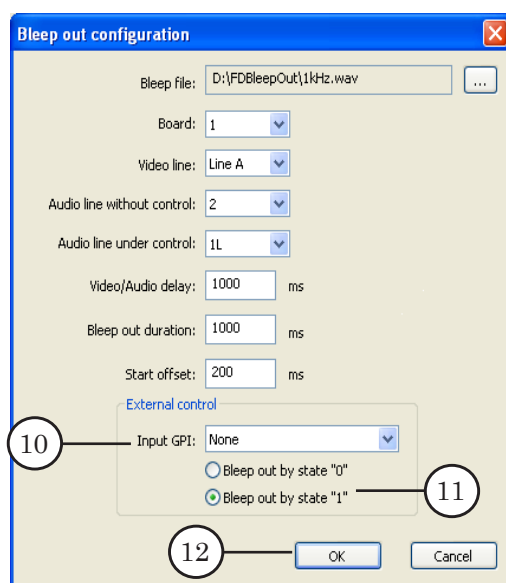 Bleep out configuration
Bleep file: D:\FDBleepOut\1kHz.wav ...
Board: 1
Video line: Line A
Audio line without control: 2
Audio line under control: 1L
Video/Audio delay: 1000 ms
Bleep out duration: 1000 ms
Start offset: 200 ms
External control
10 Input GPI: None
Bleep out by state "0"
Bleep out by state "1" 11
12 OK Cancel